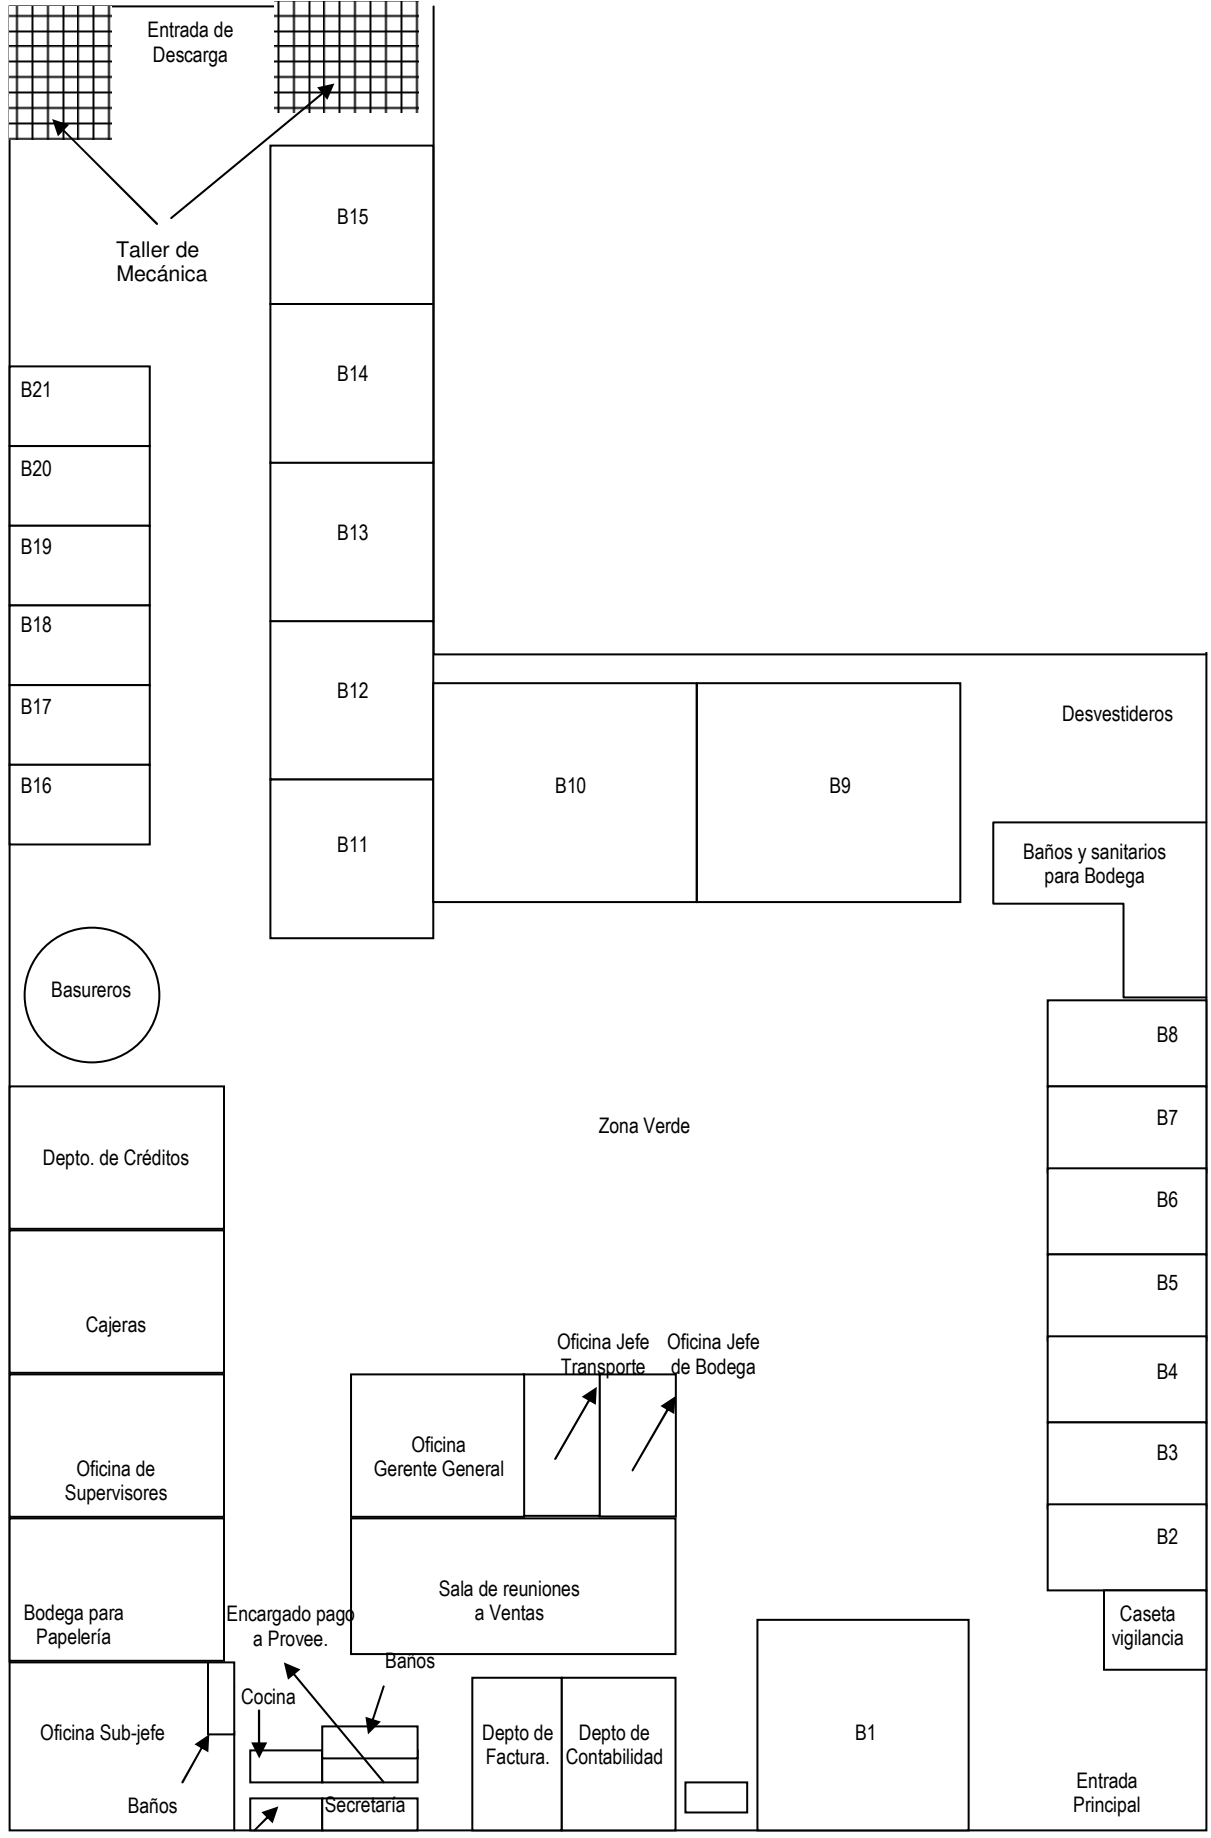 Entrada de
Descarga
Taller de
Mecánica
B15
B14
B13
B12
B11
B21
B20
B19
B18
B17
B16
B10
B9
Desvestideros
Baños y sanitarios
para Bodega
Basureros
B8
B7
B6
B5
B4
B3
B2
Zona Verde
Depto. de Créditos
Cajeras
Oficina de
Supervisores
Bodega para
Papelería
Oficina Jefe
Transporte
Oficina Jefe
de Bodega
Oficina
Gerente General
Sala de reuniones
a Ventas
Encargado pago
a Provee.
Baños
Cocina
Oficina Sub-jefe
Baños
Secretaría
Depto de
Factura.
Depto de
Contabilidad
B1
Caseta
vigilancia
Entrada
Principal